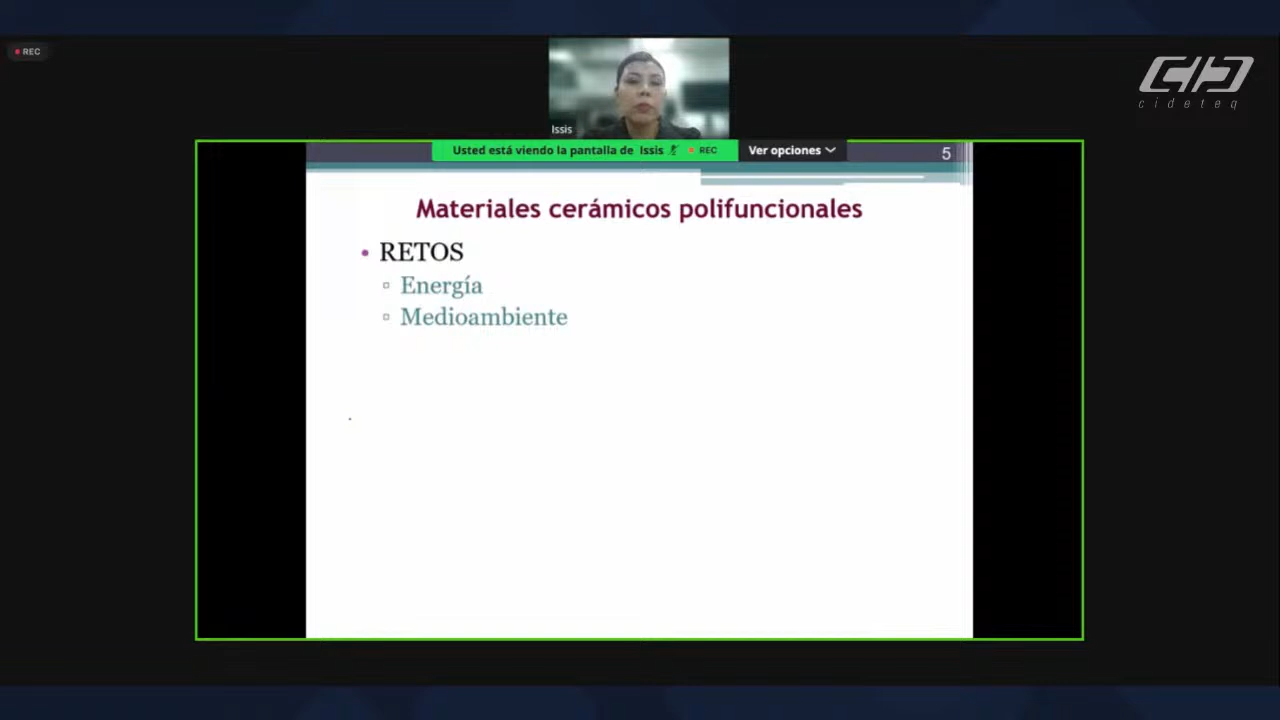 REC
cideteq
Issis
Usted está viendo la pantalla de Issis REC Ver opciones
5
Materiales cerámicos polifuncionales
• RETOS
Energía
Medioambiente